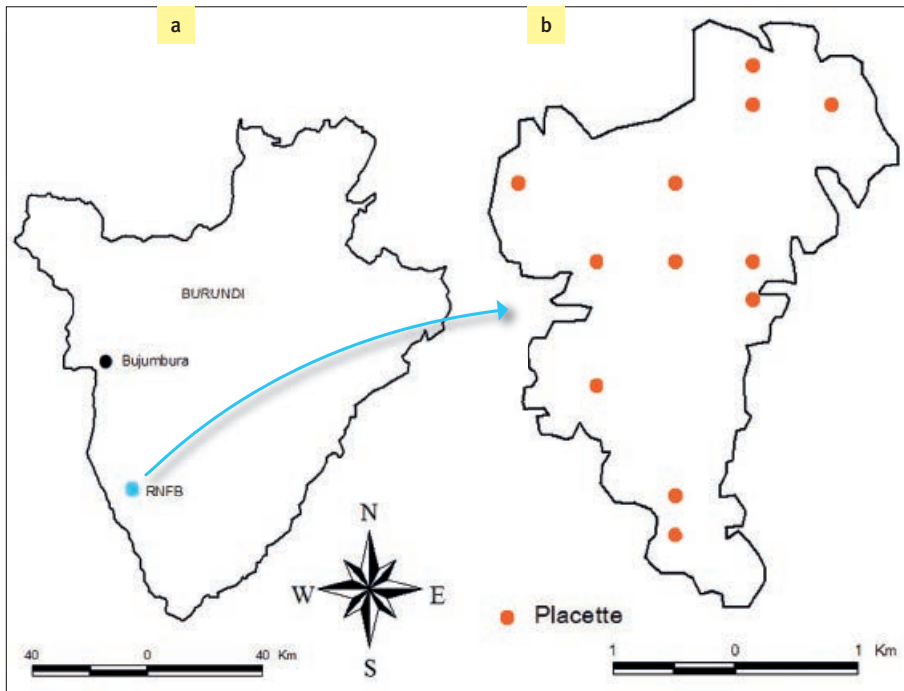 a
b
BURUNDI
Bujumbura
RNFB
N
W
E
S
Placette
40 0 40 Km
1 0 1 Km